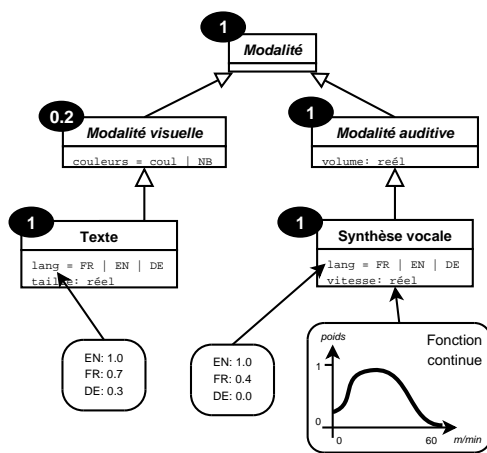 1
Modalité
0.2
Modalité visuelle
couleurs = coul | NB
1
Modalité auditive
volume: reél
1
Texte
lang = FR | EN | DE
taille: réel
1
Synthèse vocale
lang = FR | EN | DE
vitesse: réel
EN: 1.0
FR: 0.7
DE: 0.3
EN: 1.0
FR: 0.4
DE: 0.0
poids
Fonction
continue
1
0
0
60
m/min